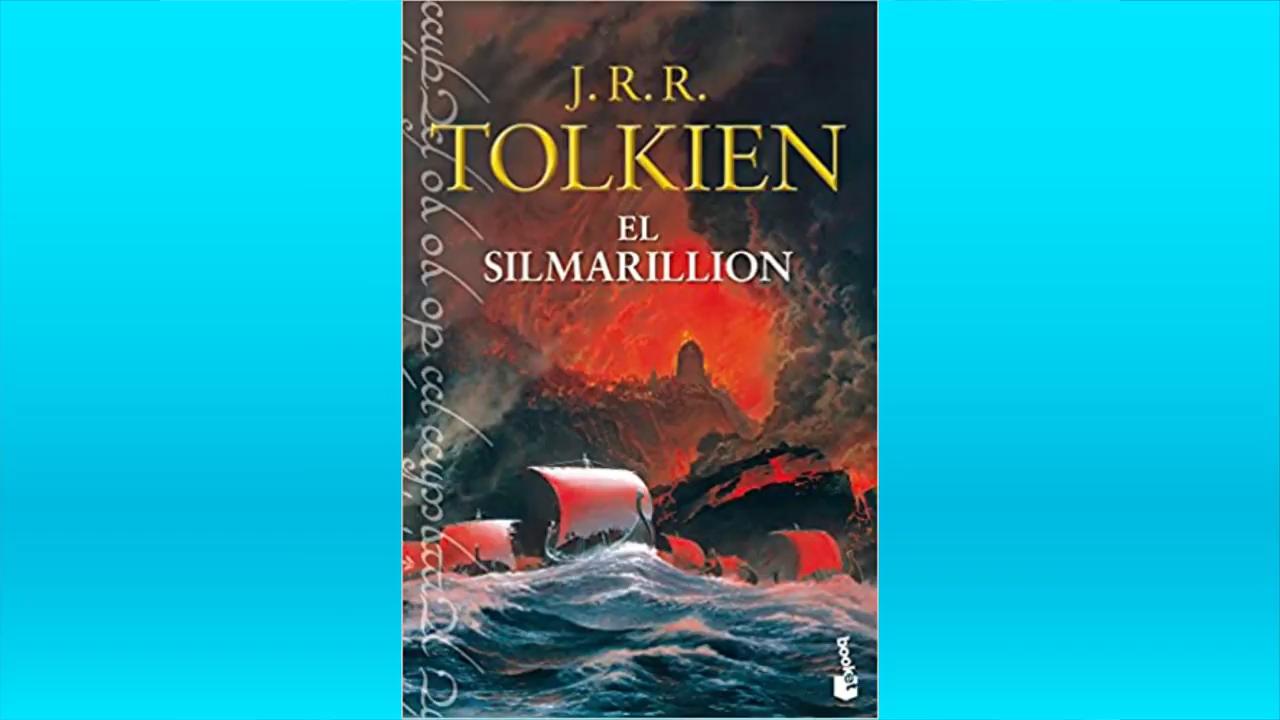 J. R. R.
TOLKIEN
EL
SILMARILLION
booket